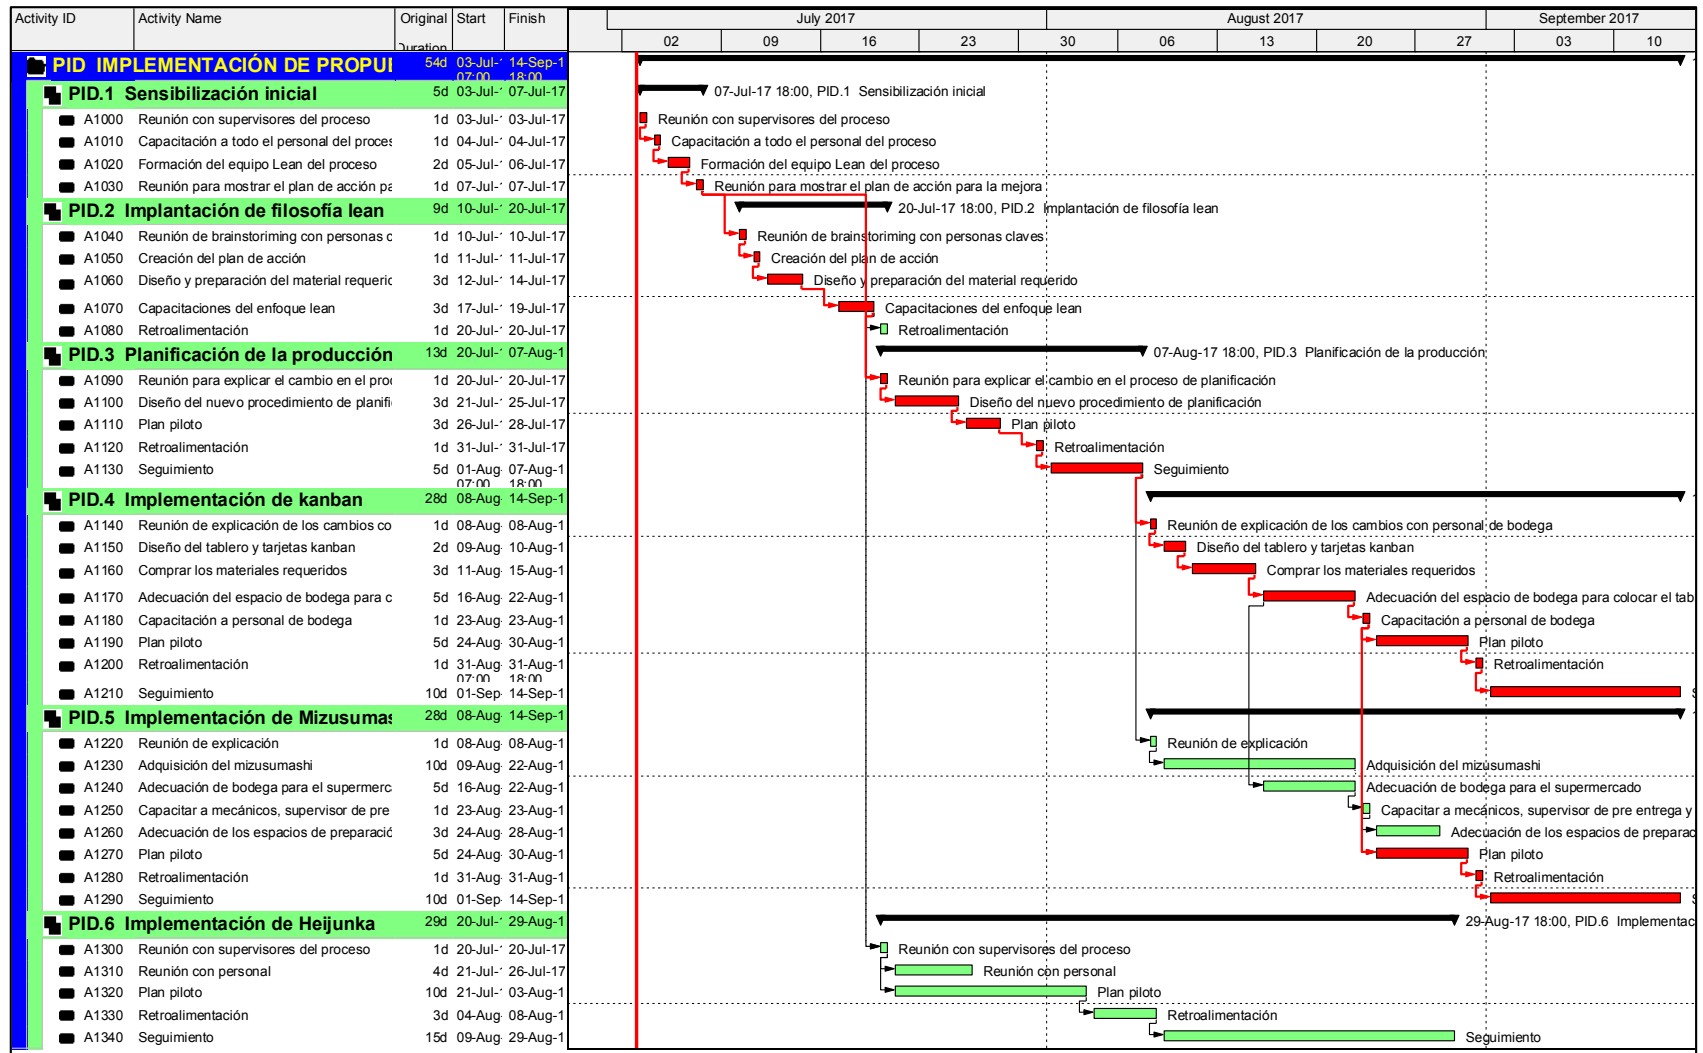 Activity ID Activity Name Original Duration Start Finish July 2017 August 2017 September 2017
02 09 16 23 30 06 13 20 27 03 10
PID IMPLEMENTACIÓN DE PROPUE 54d 03-Jul-1 07:00 14-Sep-1 18:00
PID.1 Sensibilización inicial 5d 03-Jul-1 07-Jul-17 07-Jul-17 18:00, PID.1 Sensibilización inicial
A1000 Reunión con supervisores del proceso 1d 03-Jul-1 03-Jul-17 Reunión con supervisores del proceso
A1010 Capacitación a todo el personal del proces 1d 04-Jul-1 04-Jul-17 Capacitación a todo el personal del proceso
A1020 Formación del equipo Lean del proceso 2d 05-Jul-1 06-Jul-17 Formación del equipo Lean del proceso
A1030 Reunión para mostrar el plan de acción pa 1d 07-Jul-1 07-Jul-17 Reunión para mostrar el plan de acción para la mejora
PID.2 Implantación de filosofía lean 9d 10-Jul-1 20-Jul-17 20-Jul-17 18:00, PID.2 Implantación de filosofía lean
A1040 Reunión de brainstoriming con personas c 1d 10-Jul-1 10-Jul-17 Reunión de brainstoriming con personas claves
A1050 Creación del plan de acción 1d 11-Jul-1 11-Jul-17 Creación del plan de acción
A1060 Diseño y preparación del material requeric 3d 12-Jul-1 14-Jul-17 Diseño y preparación del material requerido
A1070 Capacitaciones del enfoque lean 3d 17-Jul-1 19-Jul-17 Capacitaciones del enfoque lean
A1080 Retroalimentación 1d 20-Jul-1 20-Jul-17 Retroalimentación
PID.3 Planificación de la producción 13d 20-Jul-1 07-Aug-1 07-Aug-17 18:00, PID.3 Planificación de la producción
A1090 Reunión para explicar el cambio en el pro 1d 20-Jul-1 20-Jul-17 Reunión para explicar el cambio en el proceso de planificación
A1100 Diseño del nuevo procedimiento de planifi 3d 21-Jul-1 25-Jul-17 Diseño del nuevo procedimiento de planificación
A1110 Plan piloto 3d 26-Jul-1 28-Jul-17 Plan piloto
A1120 Retroalimentación 1d 31-Jul-1 31-Jul-17 Retroalimentación
A1130 Seguimiento 5d 01-Aug 07:00 07-Aug-1 18:00 Seguimiento
PID.4 Implementación de kanban 28d 08-Aug 14-Sep-1
A1140 Reunión de explicación de los cambios co 1d 08-Aug 08-Aug-1 Reunión de explicación de los cambios con personal de bodega
A1150 Diseño del tablero y tarjetas kanban 2d 09-Aug 10-Aug-1 Diseño del tablero y tarjetas kanban
A1160 Comprar los materiales requeridos 3d 11-Aug 15-Aug-1 Comprar los materiales requeridos
A1170 Adecuación del espacio de bodega para c 5d 16-Aug 22-Aug-1 Adecuación del espacio de bodega para colocar el tab
A1180 Capacitación a personal de bodega 1d 23-Aug 23-Aug-1 Capacitación a personal de bodega
A1190 Plan piloto 5d 24-Aug 30-Aug-1 Plan piloto
A1200 Retroalimentación 1d 31-Aug 07:00 31-Aug-1 18:00 Retroalimentación
A1210 Seguimiento 10d 01-Sep 14-Sep-1
PID.5 Implementación de Mizusumas 28d 08-Aug 14-Sep-1
A1220 Reunión de explicación 1d 08-Aug 08-Aug-1 Reunión de explicación
A1230 Adquisición del mizusumashi 10d 09-Aug 22-Aug-1 Adquisición del mizusumashi
A1240 Adecuación de bodega para el supermerc 5d 16-Aug 22-Aug-1 Adecuación de bodega para el supermercado
A1250 Capacitar a mecánicos, supervisor de pre 1d 23-Aug 23-Aug-1 Capacitar a mecánicos, supervisor de pre entrega y
A1260 Adecuación de los espacios de preparació 3d 24-Aug 28-Aug-1 Adecuación de los espacios de preparac
A1270 Plan piloto 5d 24-Aug 30-Aug-1 Plan piloto
A1280 Retroalimentación 1d 31-Aug 31-Aug-1 Retroalimentación
A1290 Seguimiento 10d 01-Sep 14-Sep-1
PID.6 Implementación de Heijunka 29d 20-Jul-1 29-Aug-1 29-Aug-17 18:00, PID.6 Implementac
A1300 Reunión con supervisores del proceso 1d 20-Jul-1 20-Jul-17 Reunión con supervisores del proceso
A1310 Reunión con personal 4d 21-Jul-1 26-Jul-17 Reunión con personal
A1320 Plan piloto 10d 21-Jul-1 03-Aug-1 Plan piloto
A1330 Retroalimentación 3d 04-Aug 08-Aug-1 Retroalimentación
A1340 Seguimiento 15d 09-Aug 29-Aug-1 Seguimiento